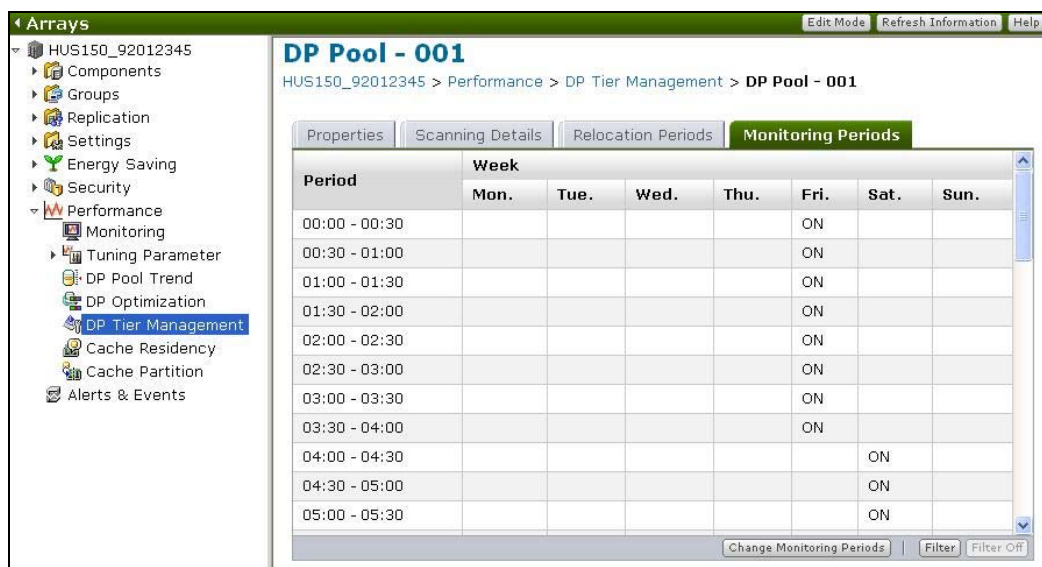 Arrays
Edit Mode Refresh Information Help
HUS150_92012345
Components
Groups
Replication
Settings
Energy Saving
Security
Performance
Monitoring
Tuning Parameter
DP Pool Trend
DP Optimization
DP Tier Management
Cache Residency
Cache Partition
Alerts & Events
DP Pool - 001
HUS150_92012345 > Performance > DP Tier Management > DP Pool - 001
Properties Scanning Details Relocation Periods Monitoring Periods
Period Week
Mon. Tue. Wed. Thu. Fri. Sat. Sun.
00:00 - 00:30 ON
00:30 - 01:00 ON
01:00 - 01:30 ON
01:30 - 02:00 ON
02:00 - 02:30 ON
02:30 - 03:00 ON
03:00 - 03:30 ON
03:30 - 04:00 ON
04:00 - 04:30 ON
04:30 - 05:00 ON
05:00 - 05:30 ON
Change Monitoring Periods | Filter Filter Off